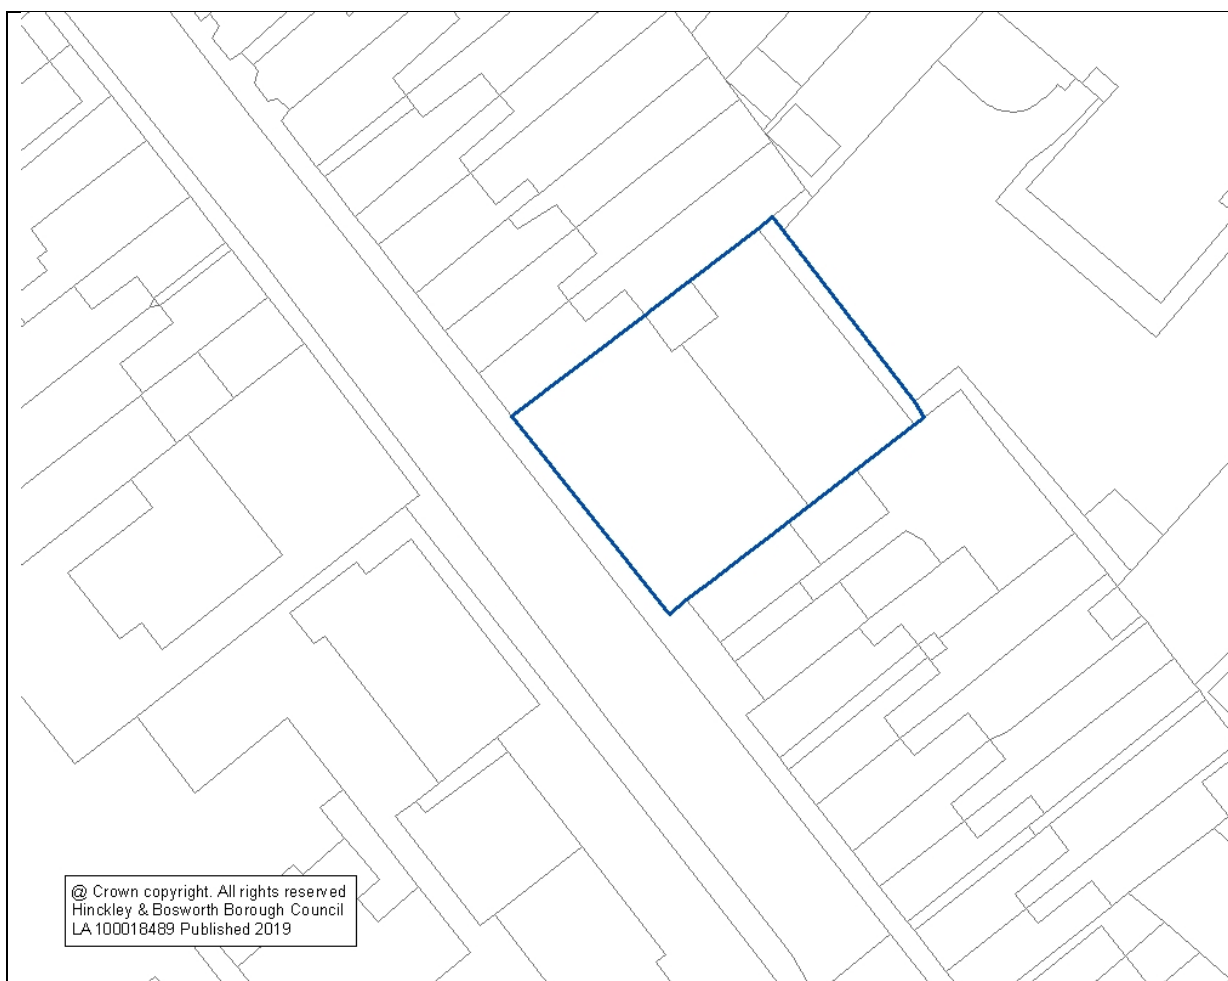 @ Crown copyright. All rights reserved
Hinckley & Bosworth Borough Council
LA 100018489 Published 2019